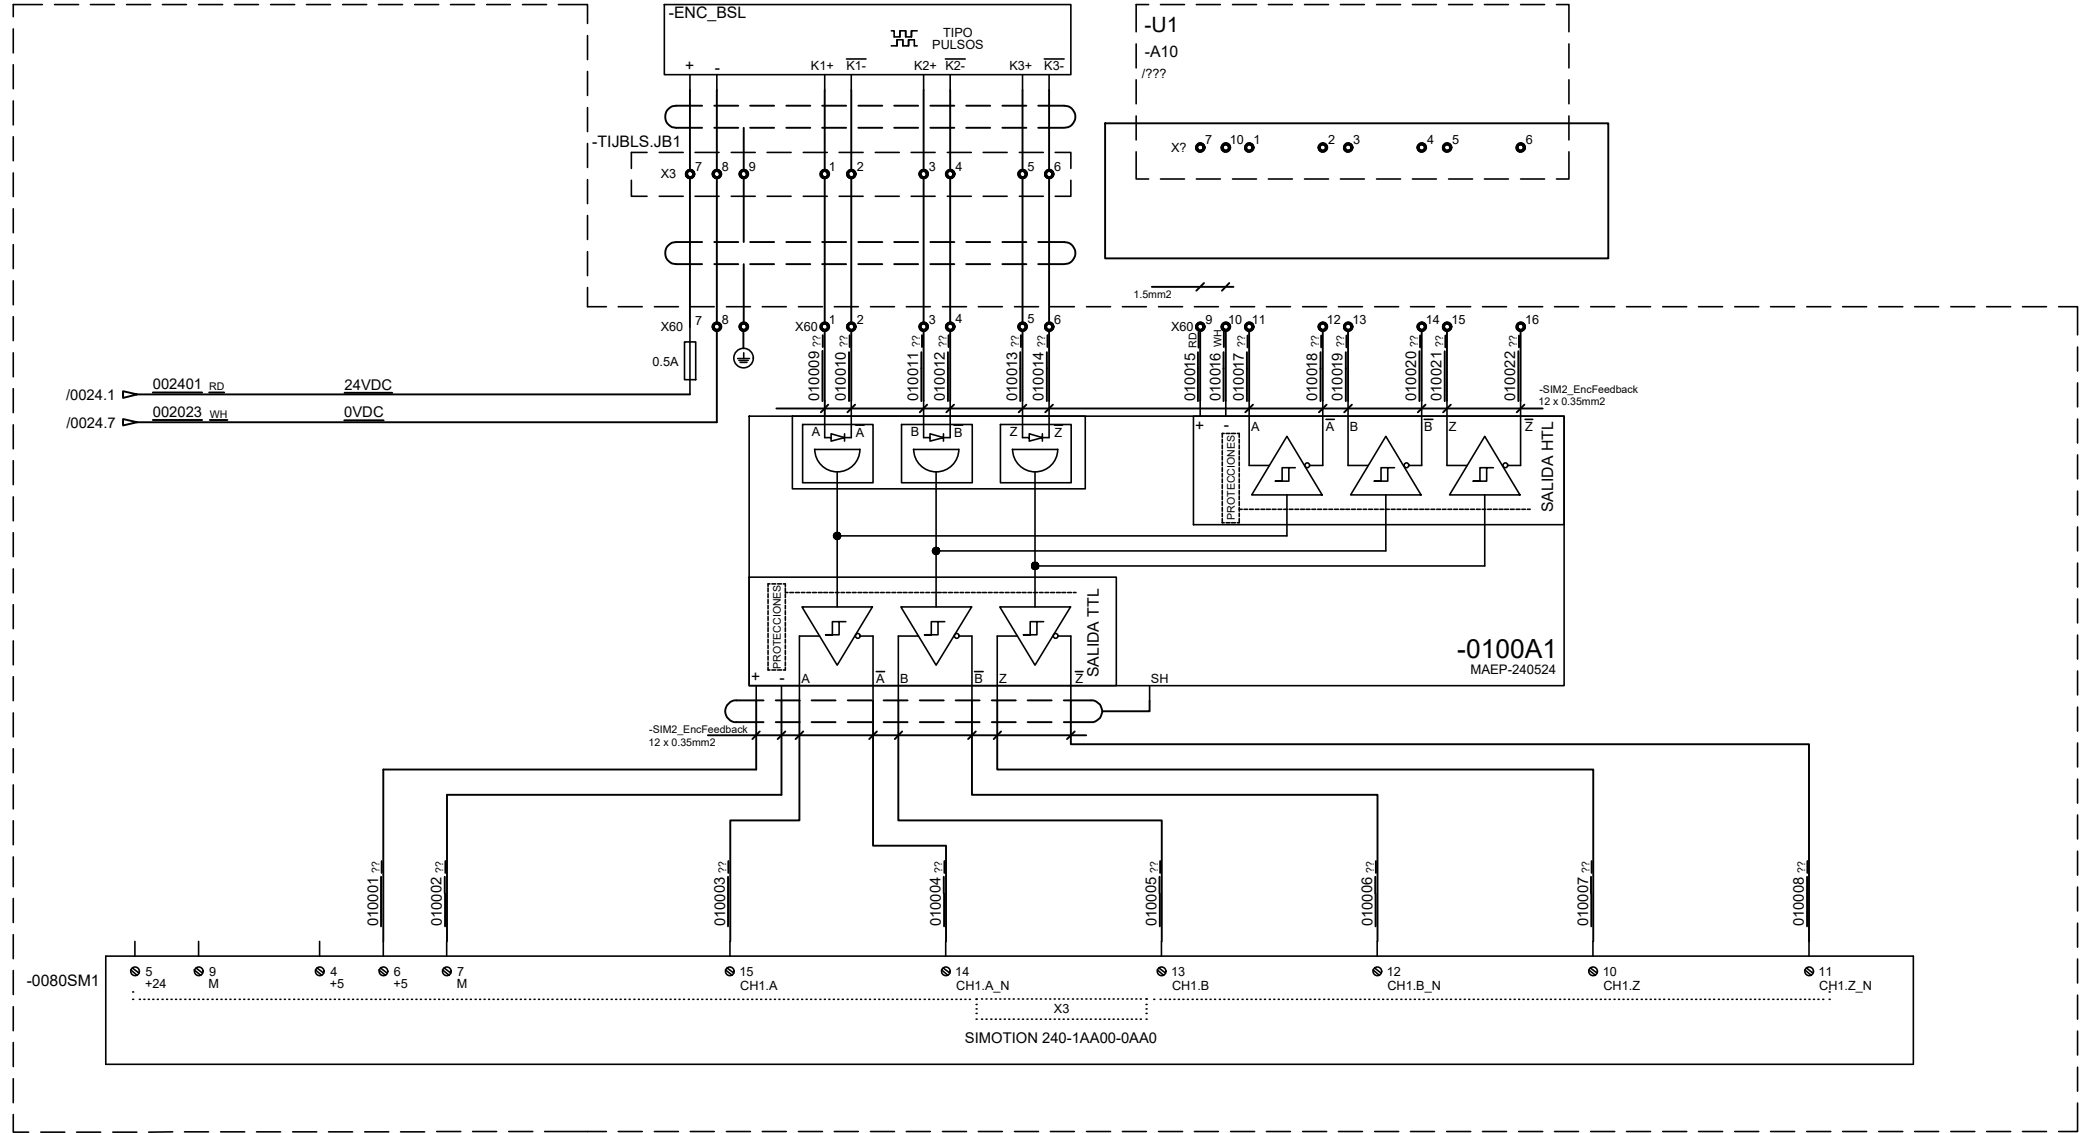 -ENC_BSL
TIPO
PULSOS
+ - K1+ K1- K2+ K2- K3+ K3-
-U1
-A10
/???
X? 7 10 1 2 3 4 5 6
-TIJBLS.JB1
X3 7 8 9 1 2 3 4 5 6
1.5mm2
X60 7 8 X60 1 2 3 4 5 6 X60 9 10 11 12 13 14 15 16
0.5A
010009 ??
010010 ??
010011 ??
010012 ??
010013 ??
010014 ??
010015 RD
010016 WH
010017 ??
010018 ??
010019 ??
010020 ??
010021 ??
010022 ??
/0024.1 002401 RD 24VDC
/0024.7 002023 WH 0VDC
-SIM2_EncFeedback
12 x 0.35mm2
A A B B Z Z
+ - A A B B Z Z
PROTECCIONES
SALIDA HTL
PROTECCIONES
SALIDA TTL
-0100A1
MAEP-240524
+ - A A B B Z Z SH
-SIM2_EncFeedback
12 x 0.35mm2
010001 ??
010002 ??
010003 ??
010004 ??
010005 ??
010006 ??
010007 ??
010008 ??
-0080SM1
5 9 4 6 7 15 14 13 12 10 11
+24 M +5 +5 M CH1.A CH1.A_N CH1.B CH1.B_N CH1.Z CH1.Z_N
X3
SIMOTION 240-1AA00-0AA0